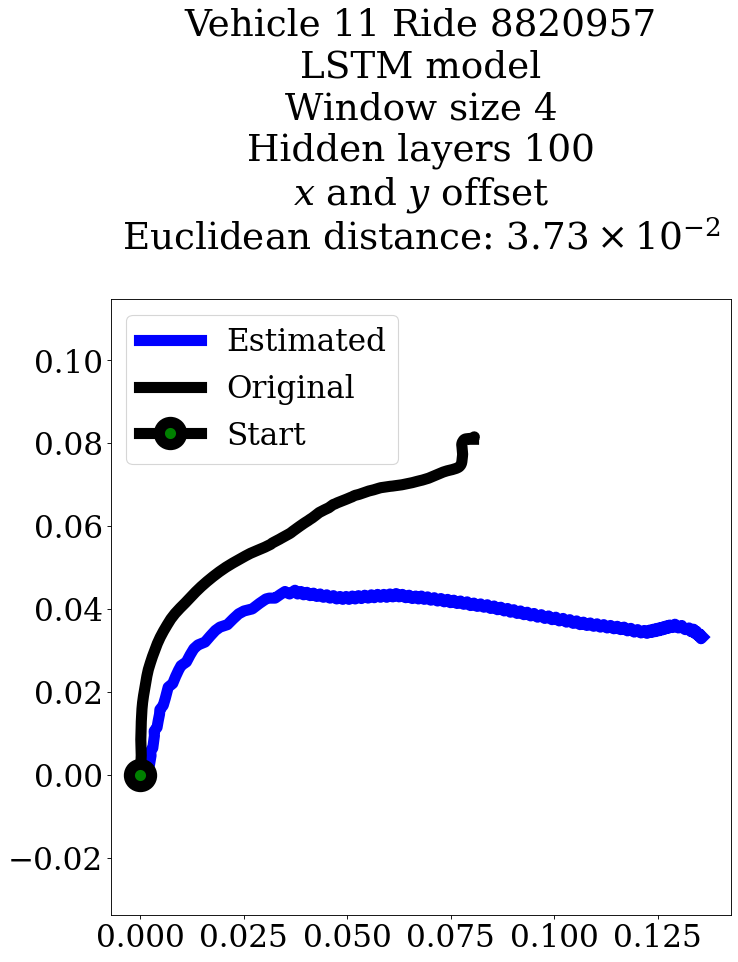 Vehicle 11 Ride 8820957
LSTM model
Window size 4
Hidden layers 100
x and y offset
Euclidean distance: 3.73 × 10⁻²
Estimated
Original
Start
0.10
0.08
0.06
0.04
0.02
0.00
−0.02
0.000 0.025 0.050 0.075 0.100 0.125